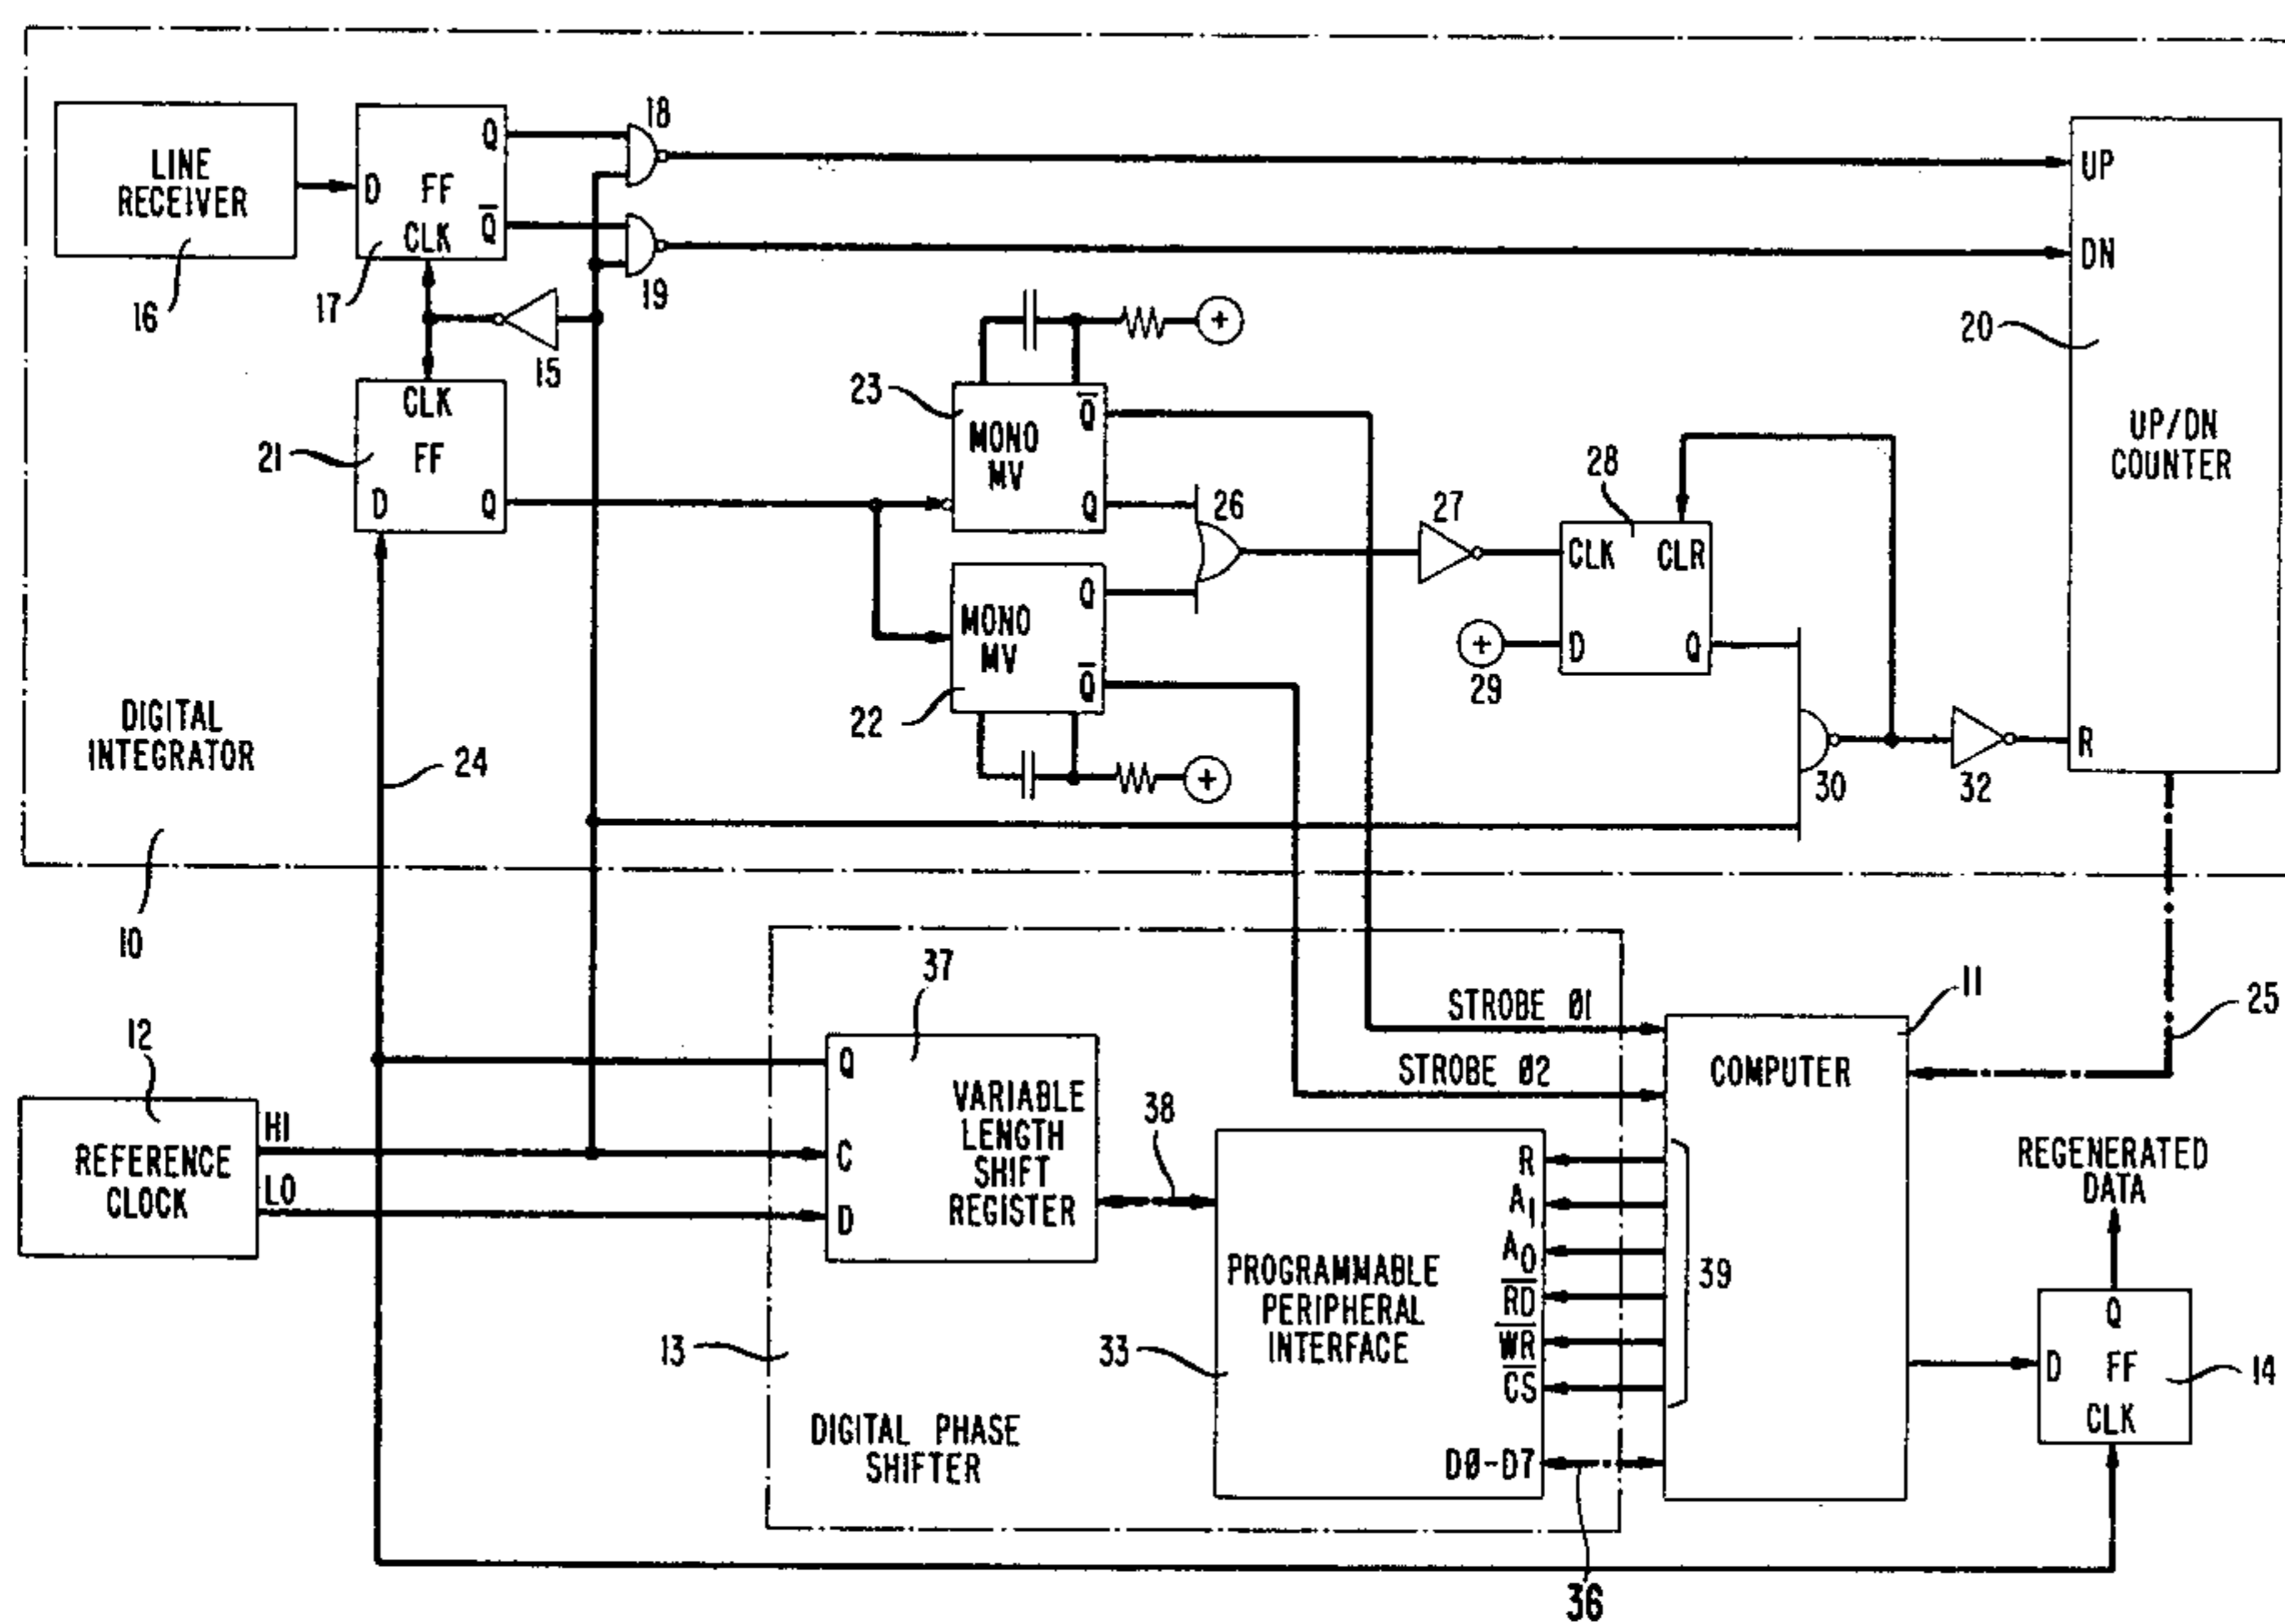 LINE
RECEIVER
16
D
Q
FF
Q̅
CLK
17
18
19
15
UP
DN
20
UP/DN
COUNTER
R
CLK
FF
D
Q
21
23
+
MONO
MV
Q̅
Q
MONO
MV
Q
Q̅
22
+
26
27
28
CLK
CLR
D
Q
+
29
30
32
DIGITAL
INTEGRATOR
10
24
12
REFERENCE
CLOCK
HI
LO
37
Q
C
D
VARIABLE
LENGTH
SHIFT
REGISTER
38
13
DIGITAL PHASE
SHIFTER
33
PROGRAMMABLE
PERIPHERAL
INTERFACE
R
A1
A0
R̅D̅
W̅R̅
C̅S̅
DØ-D7
36
STROBE Ø1
STROBE Ø2
COMPUTER
11
39
25
REGENERATED
DATA
Q
D
FF
CLK
14